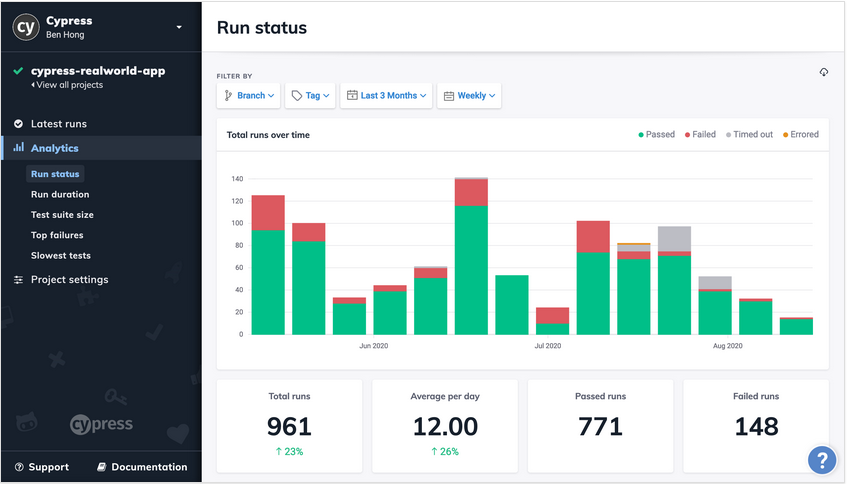 cy
Cypress
Ben Hong
cypress-realworld-app
View all projects
Latest runs
Analytics
Run status
Run duration
Test suite size
Top failures
Slowest tests
Project settings
cypress
Support
Documentation
Run status
FILTER BY
Branch
Tag
Last 3 Months
Weekly
Total runs over time
Passed
Failed
Timed out
Errored
140
120
100
80
60
40
20
0
Jun 2020
Jul 2020
Aug 2020
Total runs
961
↑ 23%
Average per day
12.00
↑ 26%
Passed runs
771
Failed runs
148
?